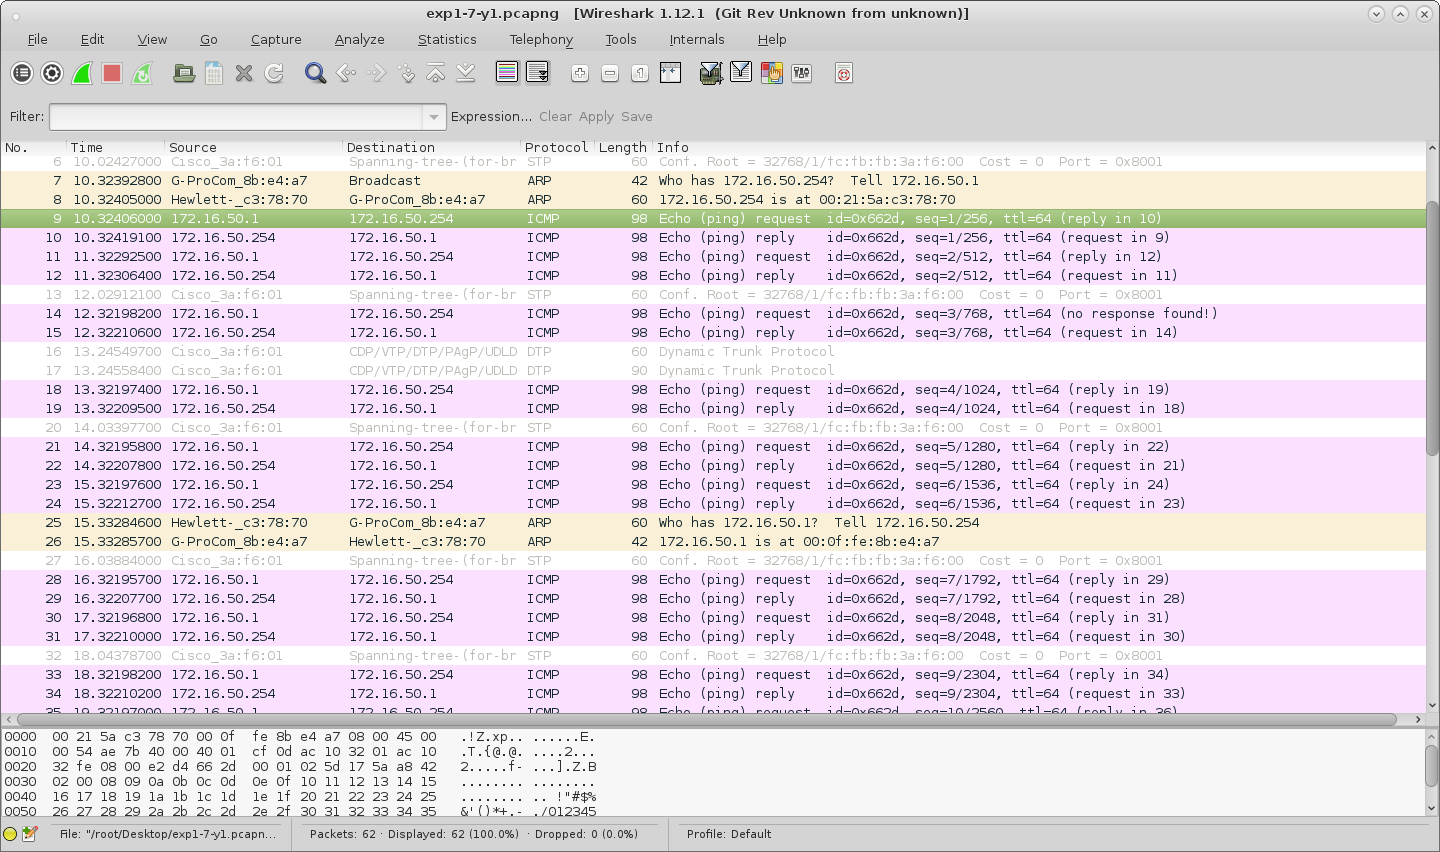 exp1-7-y1.pcapng   [Wireshark 1.12.1  (Git Rev Unknown from unknown)]
File Edit View Go Capture Analyze Statistics Telephony Tools Internals Help
Filter: Expression... Clear Apply Save
No. Time Source Destination Protocol Length Info
6 10.02427000 Cisco_3a:f6:01 Spanning-tree-(for-br STP 60 Conf. Root = 32768/1/fc:fb:fb:3a:f6:00  Cost = 0  Port = 0x8001
7 10.32392800 G-ProCom_8b:e4:a7 Broadcast ARP 42 Who has 172.16.50.254?  Tell 172.16.50.1
8 10.32405000 Hewlett-_c3:78:70 G-ProCom_8b:e4:a7 ARP 60 172.16.50.254 is at 00:21:5a:c3:78:70
9 10.32406000 172.16.50.1 172.16.50.254 ICMP 98 Echo (ping) request  id=0x662d, seq=1/256, ttl=64 (reply in 10)
10 10.32419100 172.16.50.254 172.16.50.1 ICMP 98 Echo (ping) reply    id=0x662d, seq=1/256, ttl=64 (request in 9)
11 11.32292500 172.16.50.1 172.16.50.254 ICMP 98 Echo (ping) request  id=0x662d, seq=2/512, ttl=64 (reply in 12)
12 11.32306400 172.16.50.254 172.16.50.1 ICMP 98 Echo (ping) reply    id=0x662d, seq=2/512, ttl=64 (request in 11)
13 12.02912100 Cisco_3a:f6:01 Spanning-tree-(for-br STP 60 Conf. Root = 32768/1/fc:fb:fb:3a:f6:00  Cost = 0  Port = 0x8001
14 12.32198200 172.16.50.1 172.16.50.254 ICMP 98 Echo (ping) request  id=0x662d, seq=3/768, ttl=64 (no response found!)
15 12.32210600 172.16.50.254 172.16.50.1 ICMP 98 Echo (ping) reply    id=0x662d, seq=3/768, ttl=64 (request in 14)
16 13.24549700 Cisco_3a:f6:01 CDP/VTP/DTP/PAgP/UDLD DTP 60 Dynamic Trunk Protocol
17 13.24558400 Cisco_3a:f6:01 CDP/VTP/DTP/PAgP/UDLD DTP 90 Dynamic Trunk Protocol
18 13.32197400 172.16.50.1 172.16.50.254 ICMP 98 Echo (ping) request  id=0x662d, seq=4/1024, ttl=64 (reply in 19)
19 13.32209500 172.16.50.254 172.16.50.1 ICMP 98 Echo (ping) reply    id=0x662d, seq=4/1024, ttl=64 (request in 18)
20 14.03397700 Cisco_3a:f6:01 Spanning-tree-(for-br STP 60 Conf. Root = 32768/1/fc:fb:fb:3a:f6:00  Cost = 0  Port = 0x8001
21 14.32195800 172.16.50.1 172.16.50.254 ICMP 98 Echo (ping) request  id=0x662d, seq=5/1280, ttl=64 (reply in 22)
22 14.32207800 172.16.50.254 172.16.50.1 ICMP 98 Echo (ping) reply    id=0x662d, seq=5/1280, ttl=64 (request in 21)
23 15.32197600 172.16.50.1 172.16.50.254 ICMP 98 Echo (ping) request  id=0x662d, seq=6/1536, ttl=64 (reply in 24)
24 15.32212700 172.16.50.254 172.16.50.1 ICMP 98 Echo (ping) reply    id=0x662d, seq=6/1536, ttl=64 (request in 23)
25 15.33284600 Hewlett-_c3:78:70 G-ProCom_8b:e4:a7 ARP 60 Who has 172.16.50.1?  Tell 172.16.50.254
26 15.33285700 G-ProCom_8b:e4:a7 Hewlett-_c3:78:70 ARP 42 172.16.50.1 is at 00:0f:fe:8b:e4:a7
27 16.03884000 Cisco_3a:f6:01 Spanning-tree-(for-br STP 60 Conf. Root = 32768/1/fc:fb:fb:3a:f6:00  Cost = 0  Port = 0x8001
28 16.32195700 172.16.50.1 172.16.50.254 ICMP 98 Echo (ping) request  id=0x662d, seq=7/1792, ttl=64 (reply in 29)
29 16.32207700 172.16.50.254 172.16.50.1 ICMP 98 Echo (ping) reply    id=0x662d, seq=7/1792, ttl=64 (request in 28)
30 17.32196800 172.16.50.1 172.16.50.254 ICMP 98 Echo (ping) request  id=0x662d, seq=8/2048, ttl=64 (reply in 31)
31 17.32210000 172.16.50.254 172.16.50.1 ICMP 98 Echo (ping) reply    id=0x662d, seq=8/2048, ttl=64 (request in 30)
32 18.04378700 Cisco_3a:f6:01 Spanning-tree-(for-br STP 60 Conf. Root = 32768/1/fc:fb:fb:3a:f6:00  Cost = 0  Port = 0x8001
33 18.32198200 172.16.50.1 172.16.50.254 ICMP 98 Echo (ping) request  id=0x662d, seq=9/2304, ttl=64 (reply in 34)
34 18.32210200 172.16.50.254 172.16.50.1 ICMP 98 Echo (ping) reply    id=0x662d, seq=9/2304, ttl=64 (request in 33)
35 19.32197000 172.16.50.1 172.16.50.254 ICMP 98 Echo (ping) request  id=0x662d, seq=10/2560, ttl=64 (reply in 36)
0000  00 21 5a c3 78 70 00 0f  fe 8b e4 a7 08 00 45 00   .!Z.xp.. ......E.
0010  00 54 ae 7b 40 00 40 01  cf 0d ac 10 32 01 ac 10   .T.{@.@. ....2...
0020  32 fe 08 00 e2 d4 66 2d  00 01 02 5d 17 5a a8 42   2.....f- ...].Z.B
0030  02 00 08 09 0a 0b 0c 0d  0e 0f 10 11 12 13 14 15   ........ ........
0040  16 17 18 19 1a 1b 1c 1d  1e 1f 20 21 22 23 24 25   ........ .. !"#$%
0050  26 27 28 29 2a 2b 2c 2d  2e 2f 30 31 32 33 34 35   &'()*+,- ./012345
File: "/root/Desktop/exp1-7-y1.pcapn... Packets: 62 · Displayed: 62 (100.0%) · Dropped: 0 (0.0%) Profile: Default